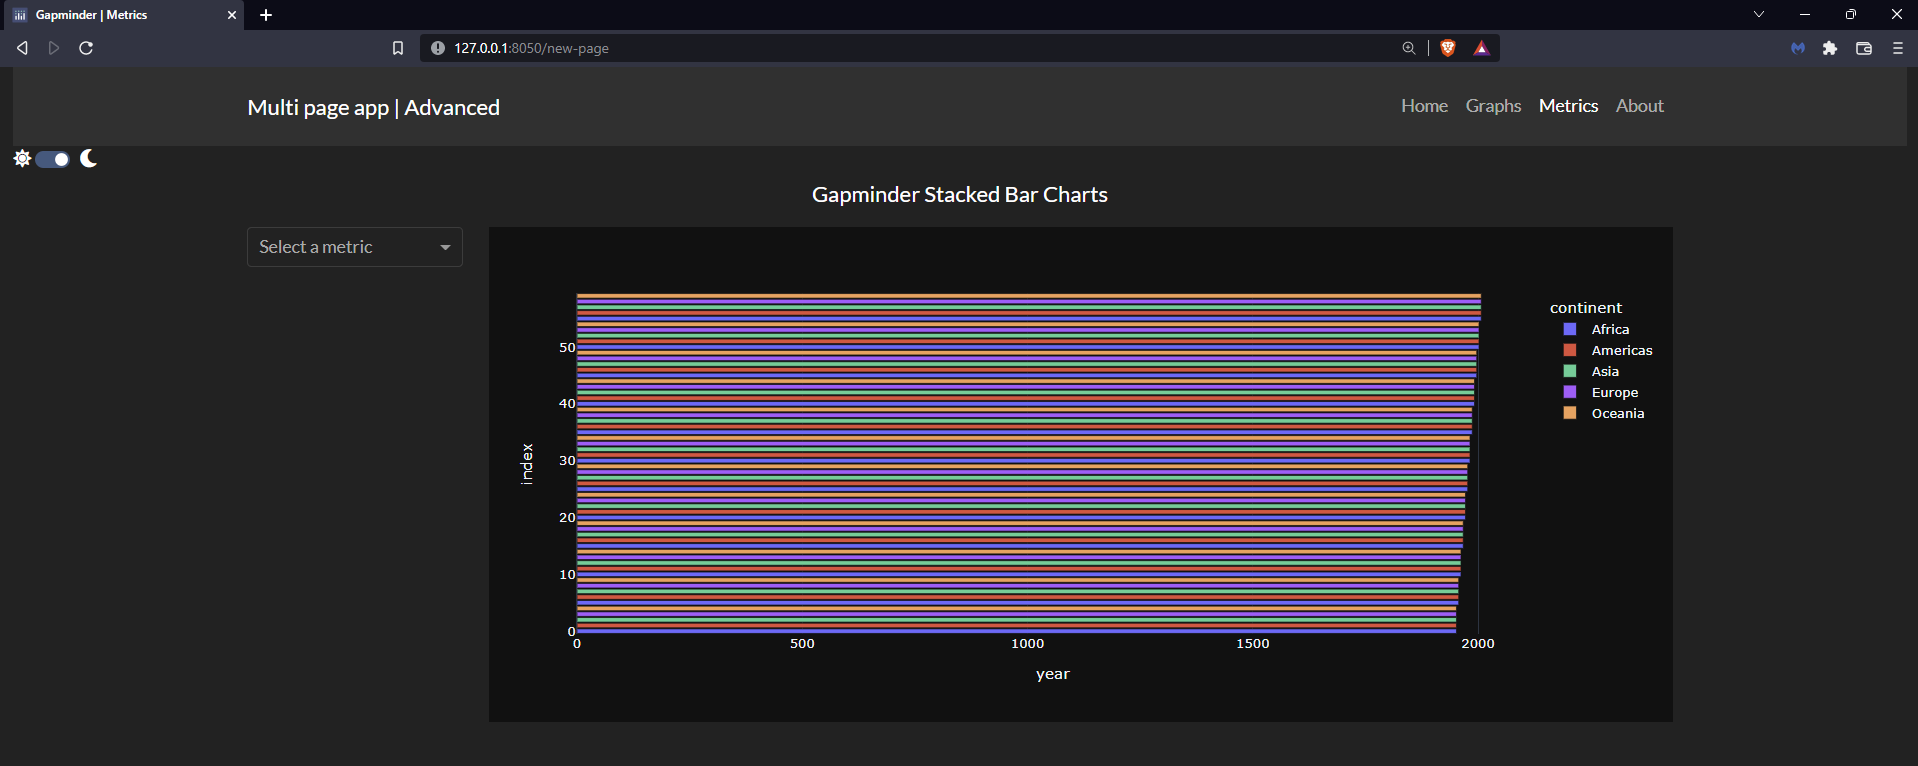 Gapminder | Metrics
127.0.0.1:8050/new-page
Multi page app | Advanced
Home Graphs Metrics About
Gapminder Stacked Bar Charts
Select a metric
continent
Africa
Americas
Asia
Europe
Oceania
index
50
40
30
20
10
0
0 500 1000 1500 2000
year